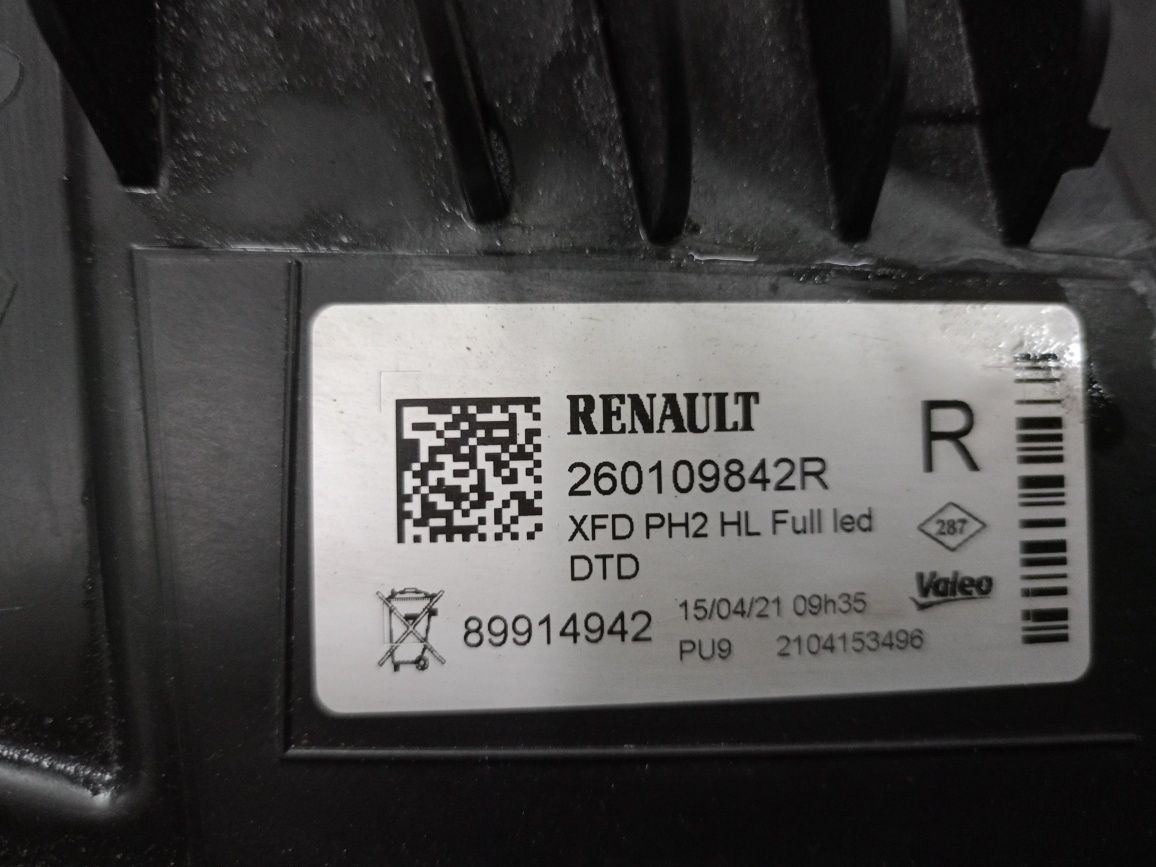 RENAULT
260109842R
XFD PH2 HL Full led
DTD
R
287
Valeo
89914942
15/04/21 09h35
PU9 2104153496